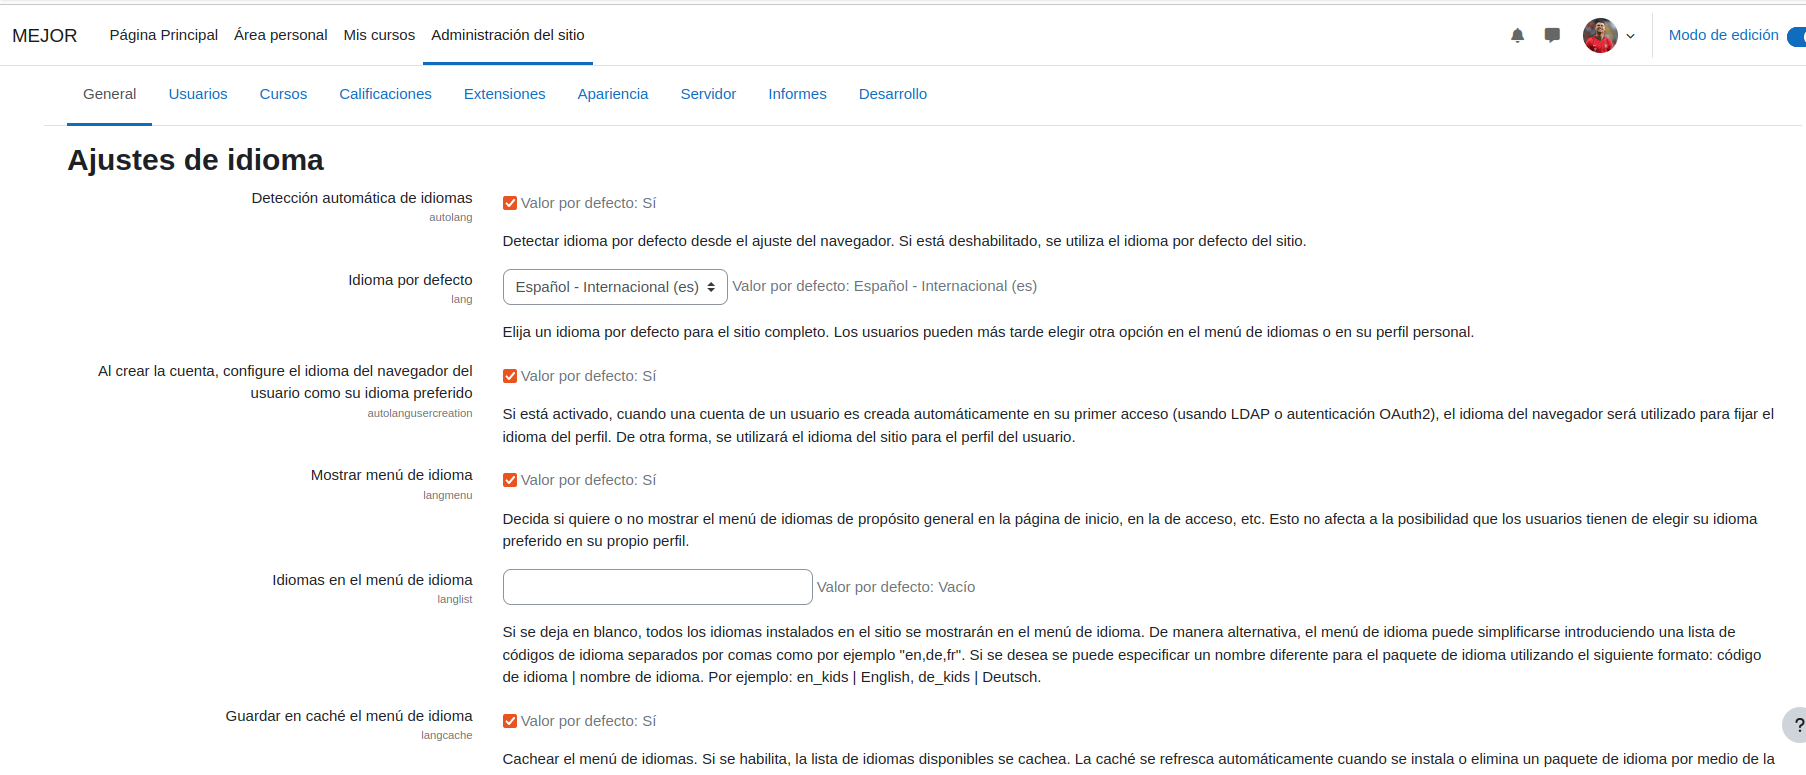 MEJOR
Página Principal
Área personal
Mis cursos
Administración del sitio
Modo de edición
General
Usuarios
Cursos
Calificaciones
Extensiones
Apariencia
Servidor
Informes
Desarrollo
Ajustes de idioma
Detección automática de idiomas
autolang
Valor por defecto: Sí
Detectar idioma por defecto desde el ajuste del navegador. Si está deshabilitado, se utiliza el idioma por defecto del sitio.
Idioma por defecto
lang
Español - Internacional (es)
Valor por defecto: Español - Internacional (es)
Elija un idioma por defecto para el sitio completo. Los usuarios pueden más tarde elegir otra opción en el menú de idiomas o en su perfil personal.
Al crear la cuenta, configure el idioma del navegador del
usuario como su idioma preferido
autolangusercreation
Valor por defecto: Sí
Si está activado, cuando una cuenta de un usuario es creada automáticamente en su primer acceso (usando LDAP o autenticación OAuth2), el idioma del navegador será utilizado para fijar el
idioma del perfil. De otra forma, se utilizará el idioma del sitio para el perfil del usuario.
Mostrar menú de idioma
langmenu
Valor por defecto: Sí
Decida si quiere o no mostrar el menú de idiomas de propósito general en la página de inicio, en la de acceso, etc. Esto no afecta a la posibilidad que los usuarios tienen de elegir su idioma
preferido en su propio perfil.
Idiomas en el menú de idioma
langlist
Valor por defecto: Vacío
Si se deja en blanco, todos los idiomas instalados en el sitio se mostrarán en el menú de idioma. De manera alternativa, el menú de idioma puede simplificarse introduciendo una lista de
códigos de idioma separados por comas como por ejemplo "en,de,fr". Si se desea se puede especificar un nombre diferente para el paquete de idioma utilizando el siguiente formato: código
de idioma | nombre de idioma. Por ejemplo: en_kids | English, de_kids | Deutsch.
Guardar en caché el menú de idioma
langcache
Valor por defecto: Sí
?
Cachear el menú de idiomas. Si se habilita, la lista de idiomas disponibles se cachea. La caché se refresca automáticamente cuando se instala o elimina un paquete de idioma por medio de la